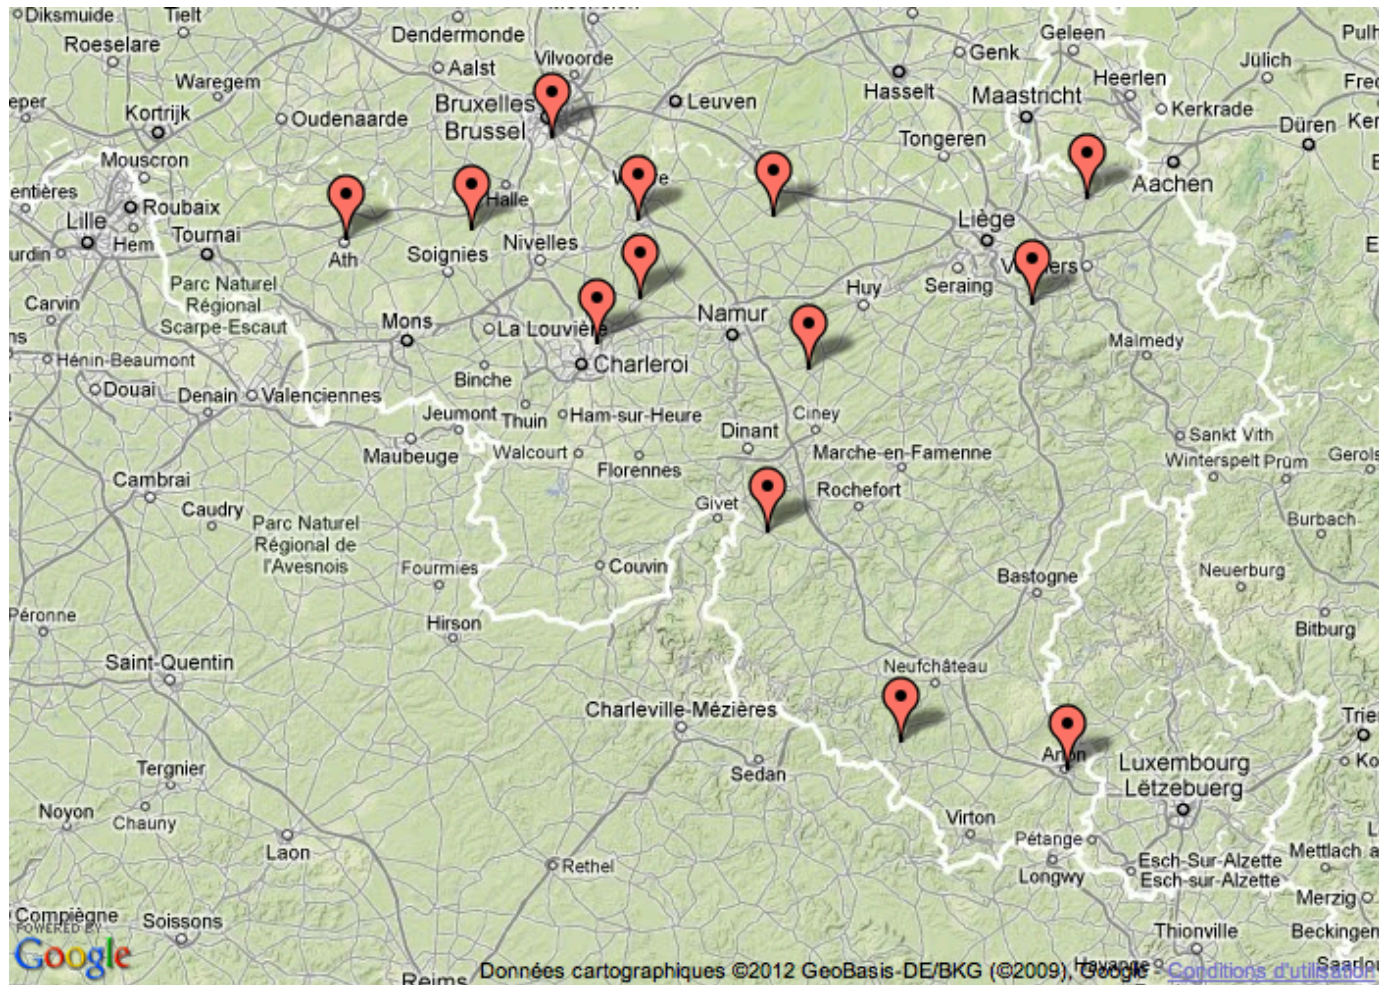 Diksmuide
Tielt
Dendermonde
Vilvoorde
Genk
Geleen
Roeselare
Aalst
Jülich
Waregem
Hasselt
Heerlen
Kortrijk
Oudenaarde
Bruxelles
Brussel
Leuven
Maastricht
Kerkrade
Düren
Mouscron
Tongeren
Aachen
Roubaix
Lille
Hem
Tournai
Ath
Halle
Soignies
Nivelles
Liège
Seraing
Parc Naturel
Régional
Scarpe-Escaut
Carvin
Mons
La Louvière
Namur
Huy
Malmedy
Hénin-Beaumont
Charleroi
Douai
Denain
Valenciennes
Binche
Jeumont
Thuin
Ham-sur-Heure
Ciney
Maubeuge
Walcourt
Dinant
Florennes
Marche-en-Famenne
Sankt Vith
Winterspelt
Prüm
Cambrai
Caudry
Givet
Rochefort
Parc Naturel
Régional de
l'Avesnois
Burbach
Fourmies
Couvin
Bastogne
Neuerburg
Péronne
Hirson
Bitburg
Saint-Quentin
Neufchâteau
Charleville-Mézières
Sedan
Luxembourg
Lëtzebuerg
Tergnier
Noyon
Chauny
Virton
Pétange
Laon
Rethel
Longwy
Esch-Sur-Alzette
Esch-sur-Alzette
Mettlach a
Merzig
Compiègne
Soissons
Thionville
Beckingen
POWERED BY
Google
Reims
Données cartographiques ©2012 GeoBasis-DE/BKG (©2009), Google - Conditions d'utilisation